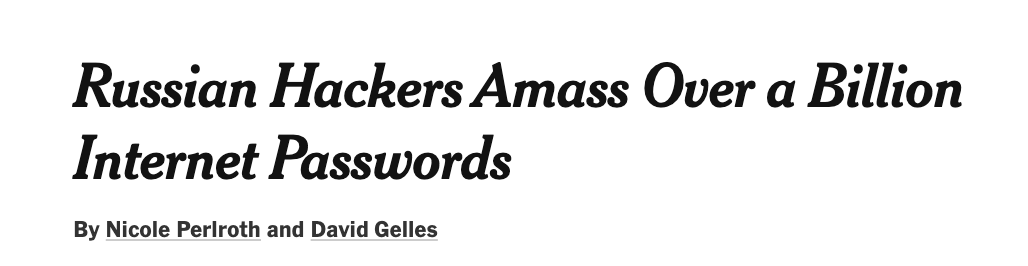 Russian Hackers Amass Over a Billion
Internet Passwords
By Nicole Perlroth and David Gelles